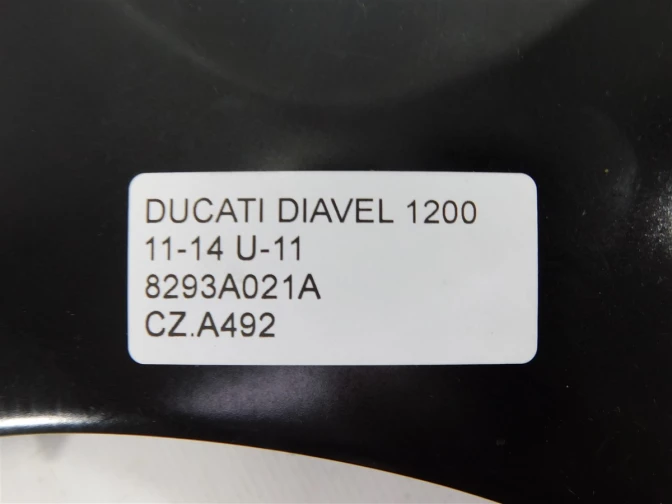 DUCATI DIAVEL 1200
11-14 U-11
8293A021A
CZ.A492